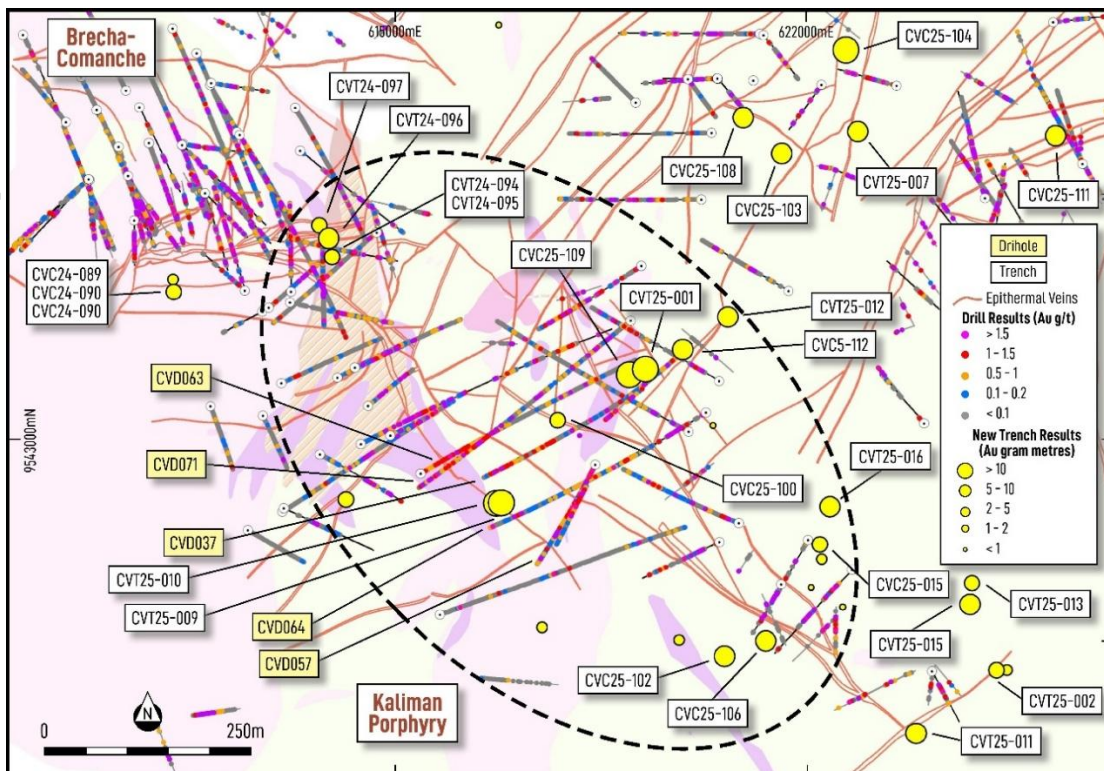 Brecha-
Comanche
615000mE
622000mE
CVC25-104
CVT24-097
CVT24-096
CVT24-094
CVT24-095
CVC25-108
CVT25-007
CVC25-111
CVC25-103
CVC24-089
CVC24-090
CVC24-090
CVC25-109
CVT25-001
CVT25-012
CVC5-112
CVD063
9543000mN
CVD071
CVC25-100
CVT25-016
CVD037
CVT25-010
CVT25-009
CVD064
CVD057
CVC25-015
CVT25-013
CVT25-015
CVC25-102
CVC25-106
CVT25-002
CVT25-011
Kaliman
Porphyry
N
0
250m
Drihole
Trench
Epithermal Veins
Drill Results (Au g/t)
> 1.5
1 - 1.5
0.5 - 1
0.1 - 0.2
< 0.1
New Trench Results
(Au gram metres)
> 10
5 - 10
2 - 5
1 - 2
< 1